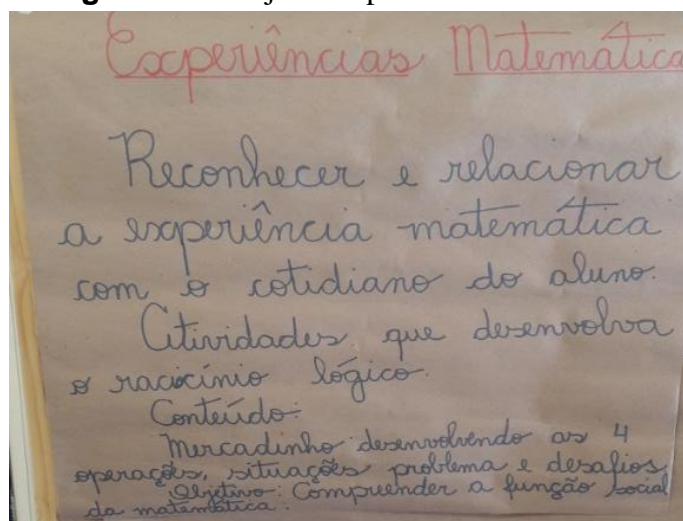 Experiências Matemática
Reconhecer e relacionar
a experiência matemática
com o cotidiano do aluno.
Atividades que desenvolva
o raciocínio lógico.
Conteúdo:
Mercadinho desenvolvendo as 4
operações, situações problema e desafios
Objetivo: Compreender a função social
da matemática.